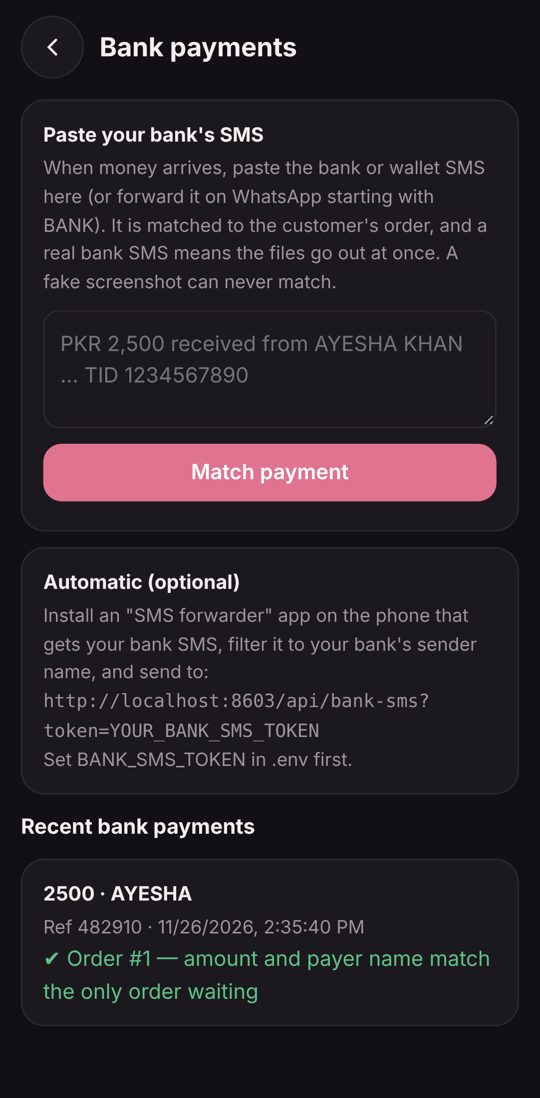 Bank payments
Paste your bank's SMS
When money arrives, paste the bank or wallet SMS
here (or forward it on WhatsApp starting with
BANK). It is matched to the customer's order, and a
real bank SMS means the files go out at once. A
fake screenshot can never match.
PKR 2,500 received from AYESHA KHAN
... TID 1234567890
Match payment
Automatic (optional)
Install an "SMS forwarder" app on the phone that
gets your bank SMS, filter it to your bank's sender
name, and send to:
http://localhost:8603/api/bank-sms?
token=YOUR_BANK_SMS_TOKEN
Set BANK_SMS_TOKEN in .env first.
Recent bank payments
2500 · AYESHA
Ref 482910 · 11/26/2026, 2:35:40 PM
✔ Order #1 — amount and payer name match
the only order waiting